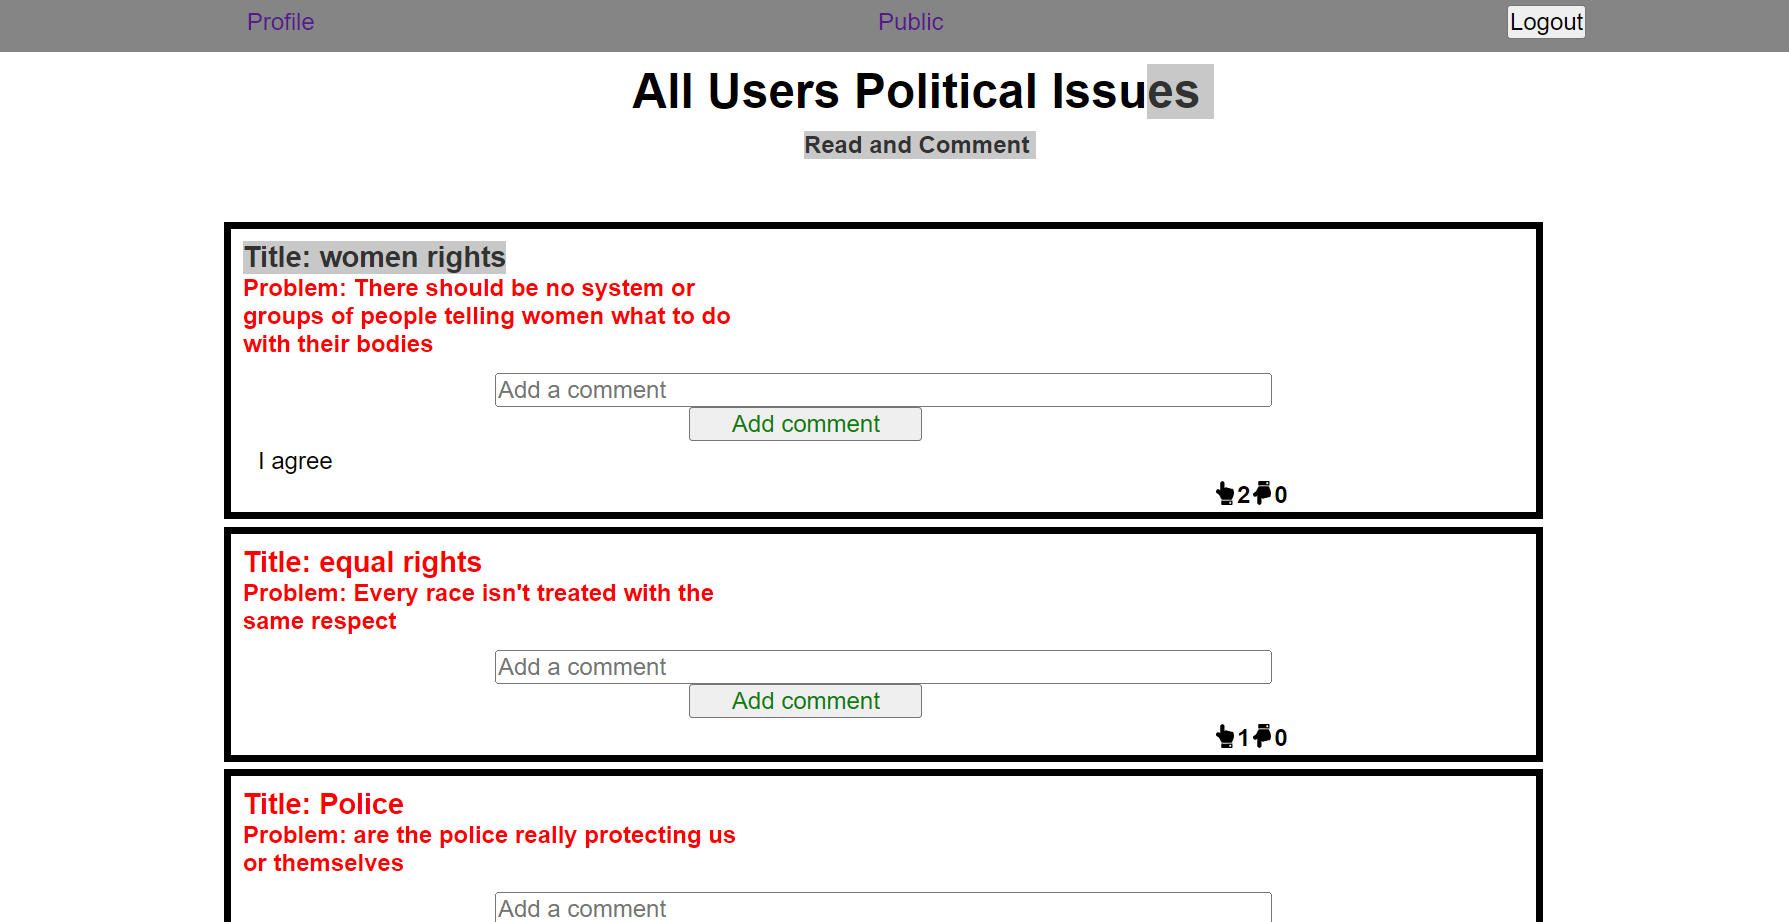 Profile Public Logout
All Users Political Issues
Read and Comment
Title: women rights
Problem: There should be no system or
groups of people telling women what to do
with their bodies
Add a comment
Add comment
I agree
2 0
Title: equal rights
Problem: Every race isn't treated with the
same respect
Add a comment
Add comment
1 0
Title: Police
Problem: are the police really protecting us
or themselves
Add a comment